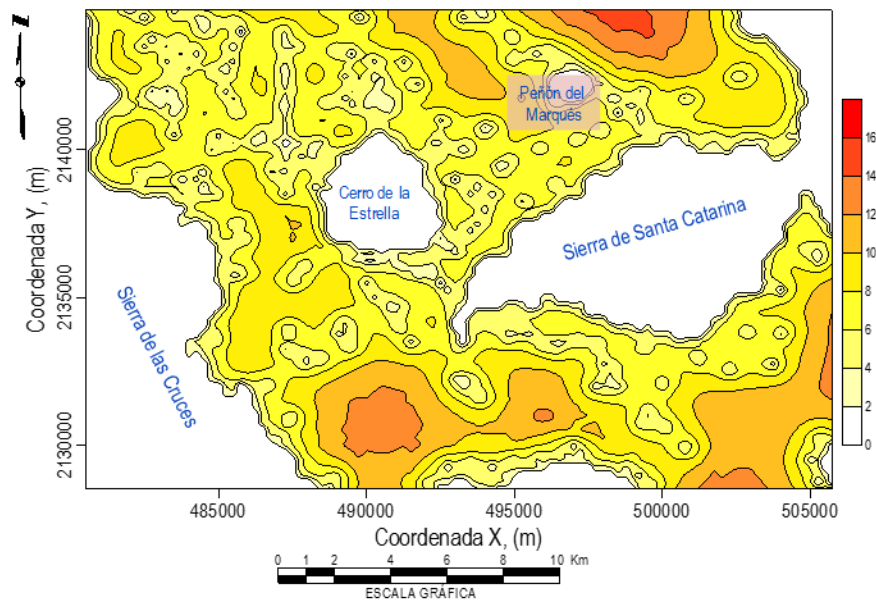 Peñón del
Marqués
Cerro de la
Estrella
Sierra de Santa Catarina
Sierra de las Cruces
Coordenada Y, (m)
2140000
2135000
2130000
485000
490000
495000
500000
505000
Coordenada X, (m)
0 1 2 4 6 8 10 Km
ESCALA GRÁFICA
16
14
12
10
8
6
4
2
0